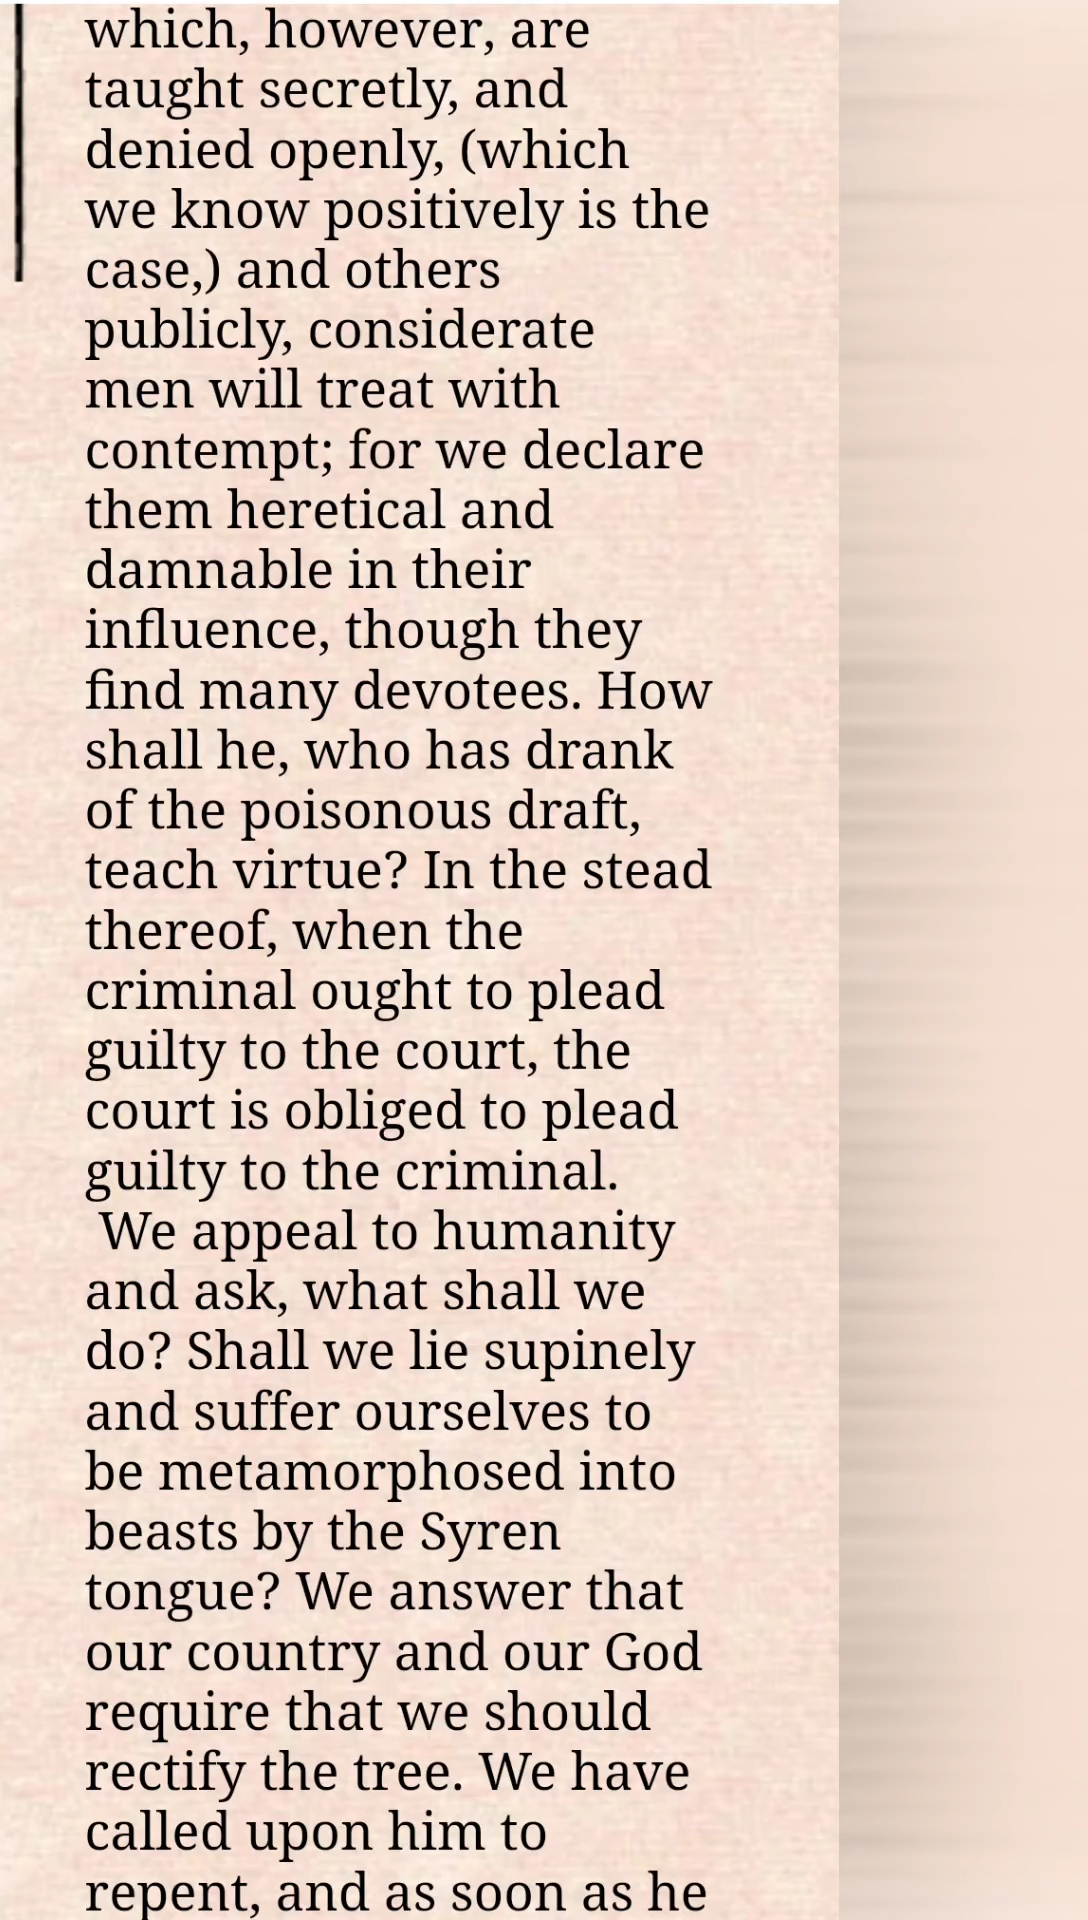 which, however, are
taught secretly, and
denied openly, (which
we know positively is the
case,) and others
publicly, considerate
men will treat with
contempt; for we declare
them heretical and
damnable in their
influence, though they
find many devotees. How
shall he, who has drank
of the poisonous draft,
teach virtue? In the stead
thereof, when the
criminal ought to plead
guilty to the court, the
court is obliged to plead
guilty to the criminal.
We appeal to humanity
and ask, what shall we
do? Shall we lie supinely
and suffer ourselves to
be metamorphosed into
beasts by the Syren
tongue? We answer that
our country and our God
require that we should
rectify the tree. We have
called upon him to
repent, and as soon as he